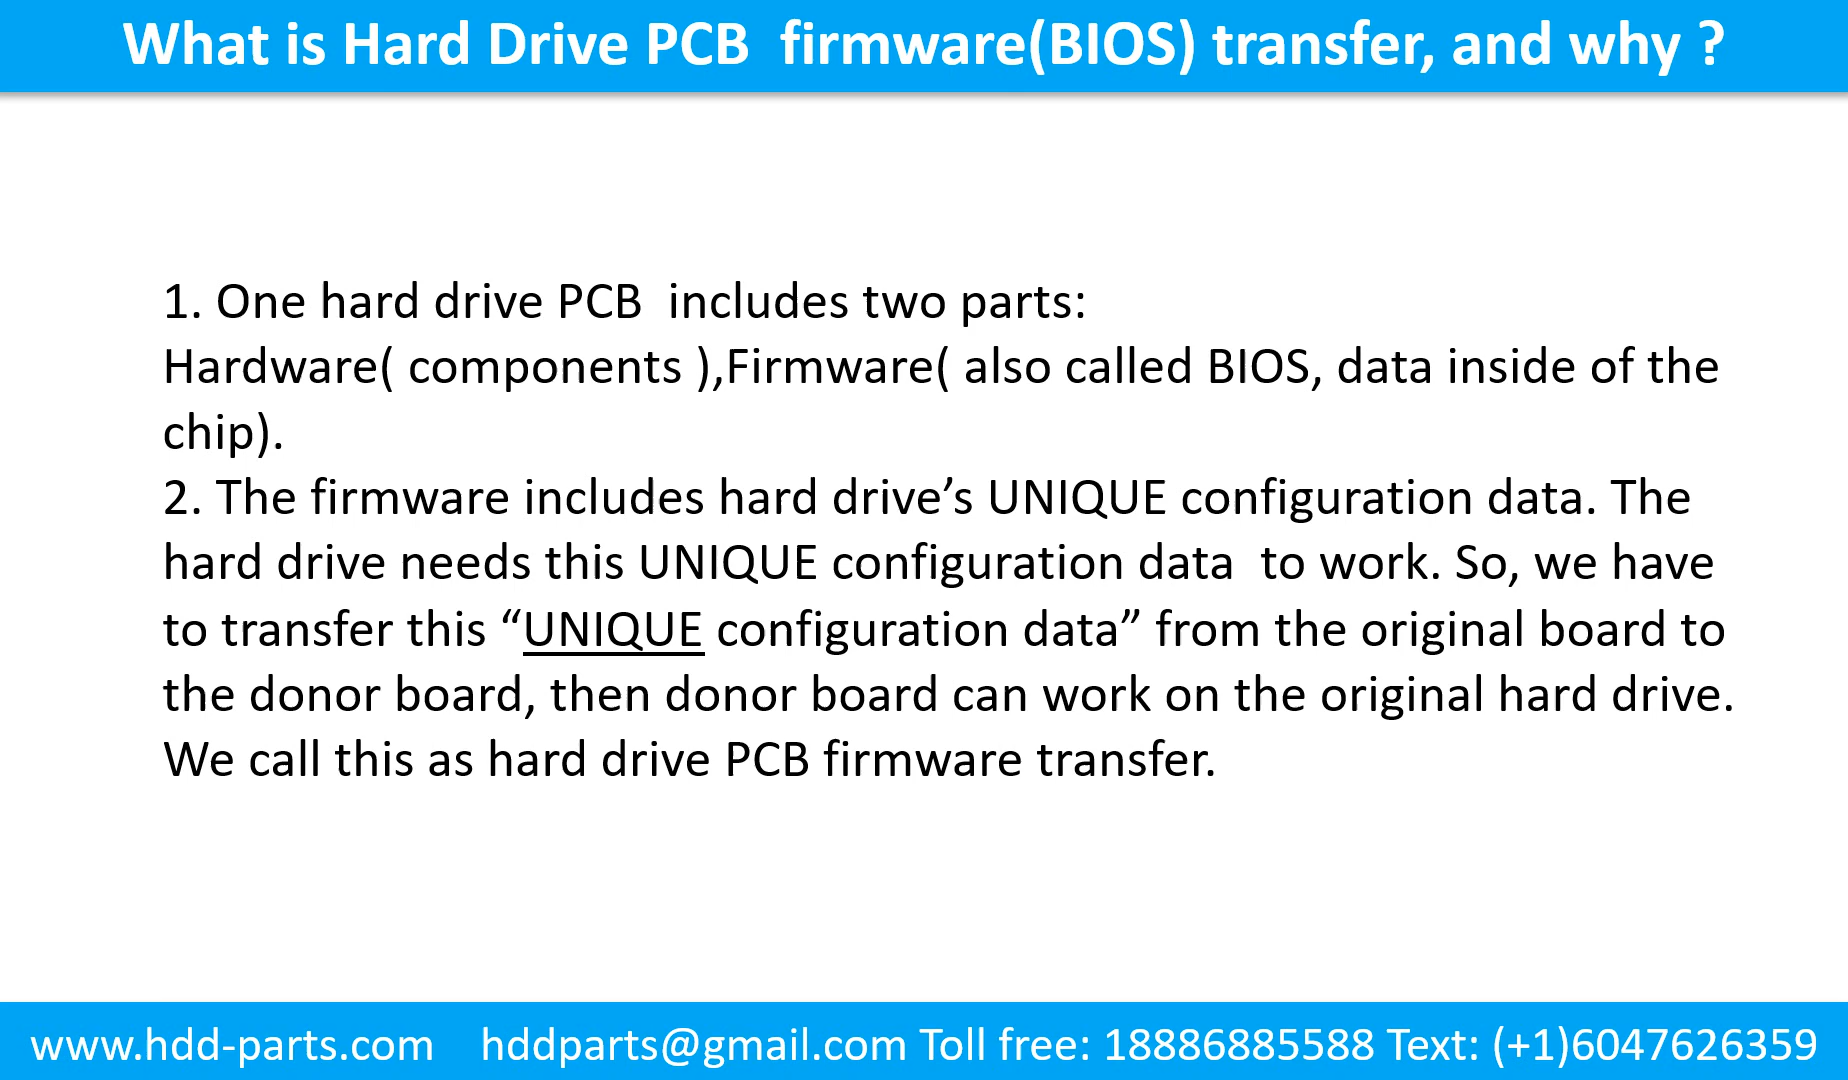 What is Hard Drive PCB  firmware(BIOS) transfer, and why ?
1. One hard drive PCB  includes two parts:
Hardware( components ),Firmware( also called BIOS, data inside of the
chip).
2. The firmware includes hard drive’s UNIQUE configuration data. The
hard drive needs this UNIQUE configuration data  to work. So, we have
to transfer this “UNIQUE configuration data” from the original board to
the donor board, then donor board can work on the original hard drive.
We call this as hard drive PCB firmware transfer.
www.hdd-parts.com    hddparts@gmail.com Toll free: 18886885588 Text: (+1)6047626359